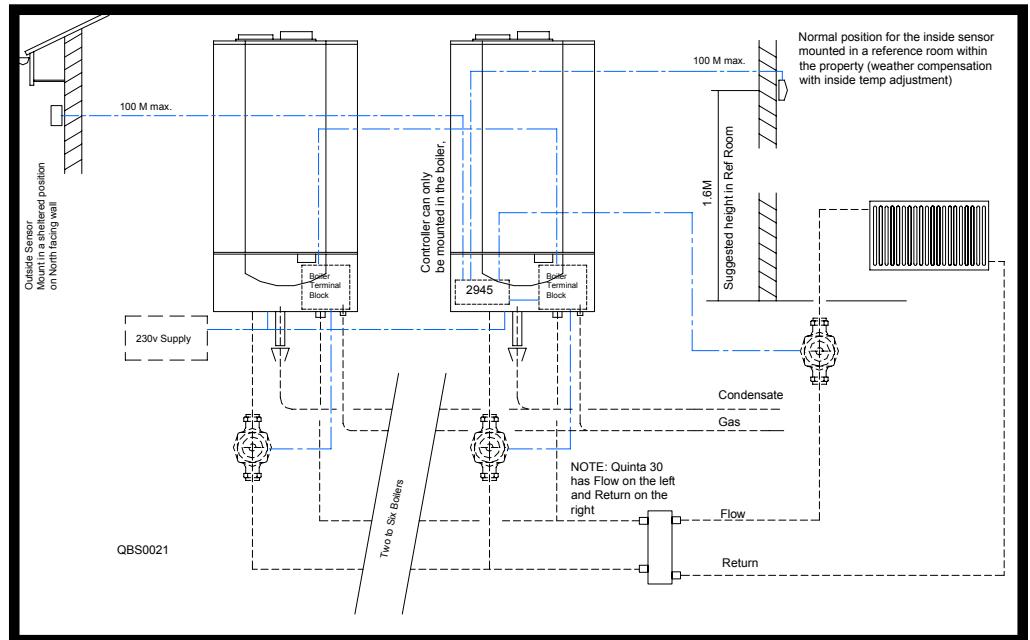 Normal position for the inside sensor
mounted in a reference room within
the property (weather compensation
with inside temp adjustment)
100 M max.
100 M max.
Outside Sensor
Mount in a sheltered position
on North facing wall
Controller can only
be mounted in the boiler,
1.6M
Suggested height in Ref Room
Boiler
Terminal
Block
2945
Boiler
Terminal
Block
230v Supply
Condensate
Gas
NOTE: Quinta 30
has Flow on the left
and Return on the
right
Two to Six Boilers
Flow
Return
QBS0021